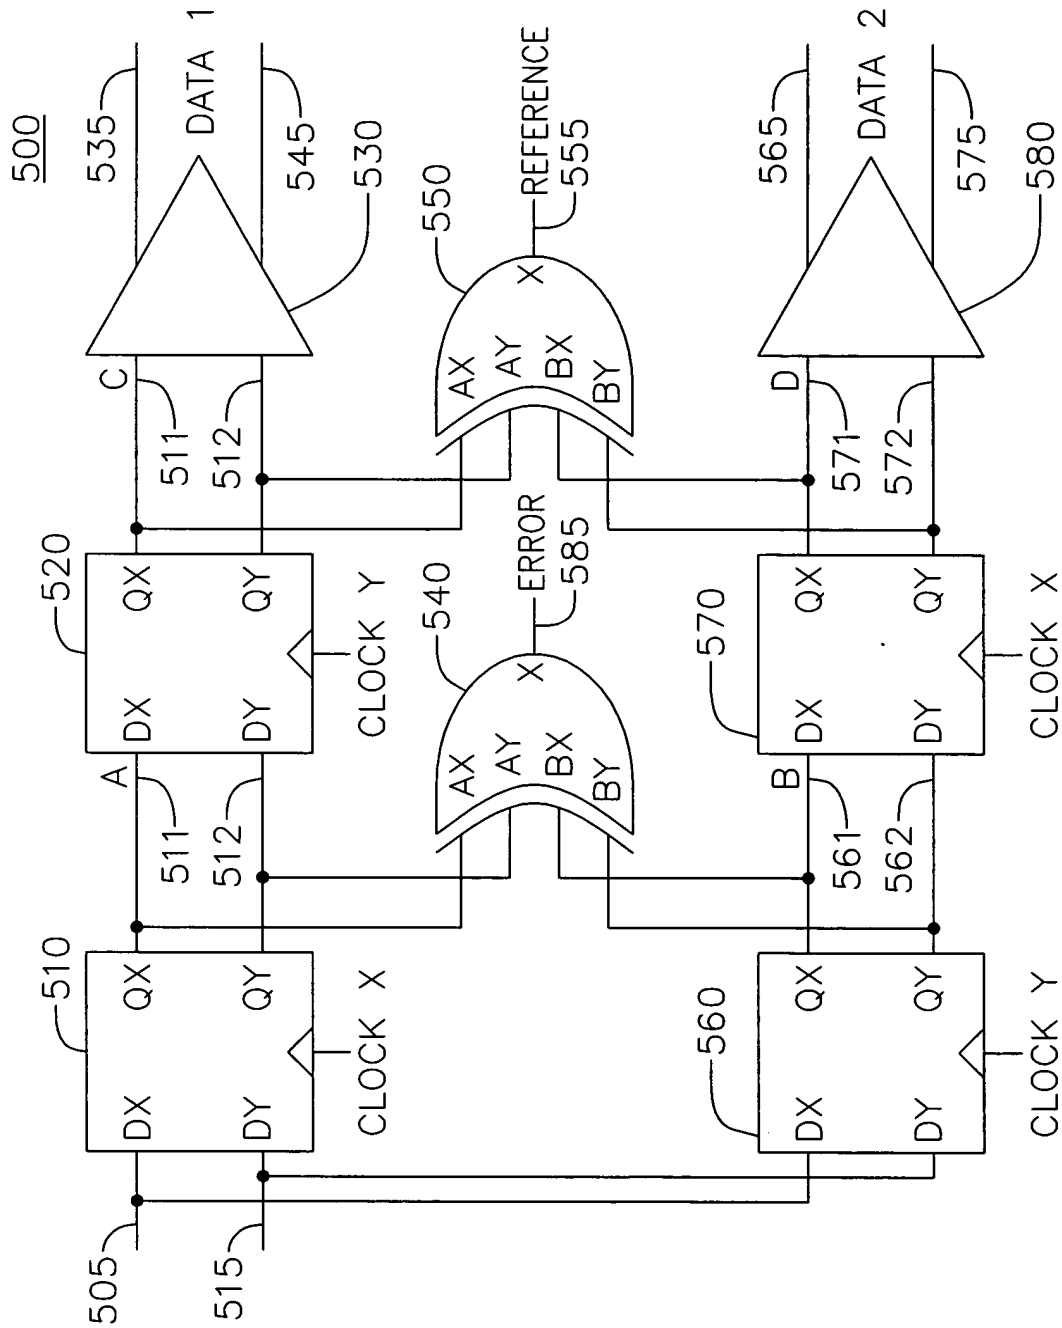 500
505
515
DX
DY
510
QX
QY
CLOCK X
A
511
512
DX
DY
520
QX
QY
CLOCK Y
C
511
512
530
535
545
DATA 1
AX
AY
BX
BY
X
540
ERROR
585
AX
AY
BX
BY
X
550
REFERENCE
555
DX
DY
560
QX
QY
CLOCK Y
B
561
562
DX
DY
570
QX
QY
CLOCK X
D
571
572
580
565
575
DATA 2